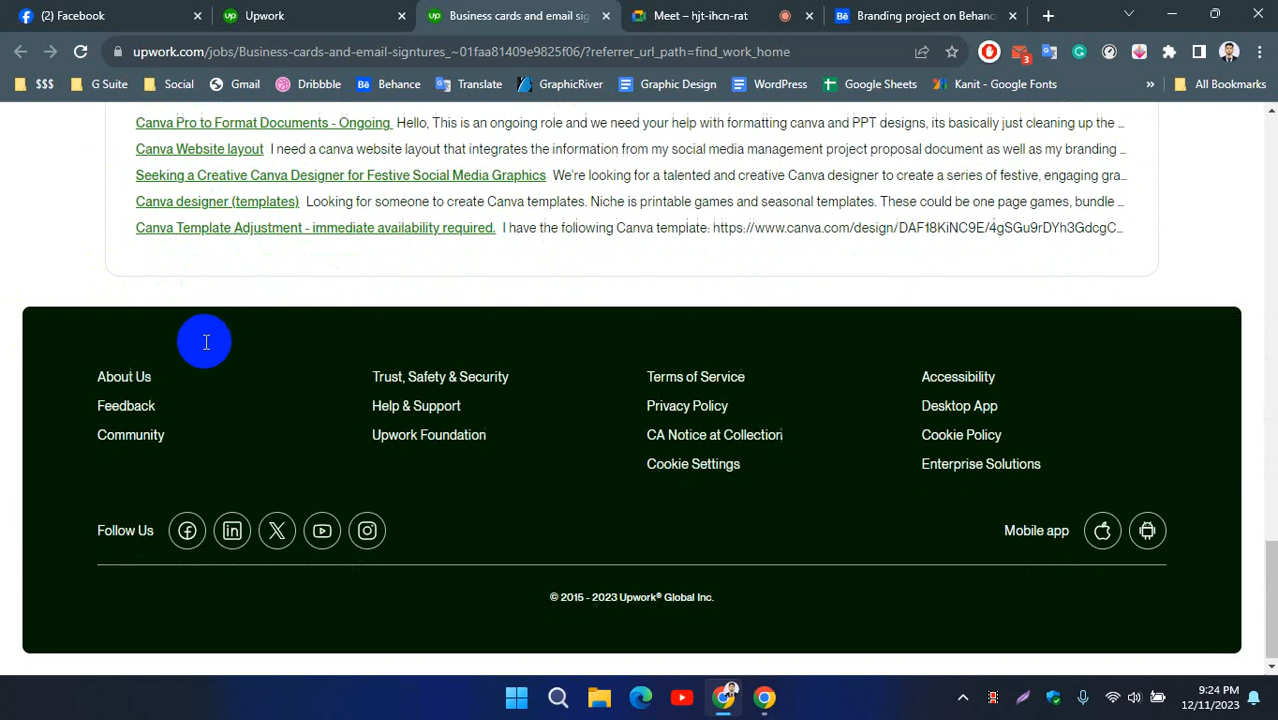 (2) Facebook
Upwork
Business cards and email sig
Meet – hjt-ihcn-rat
Branding project on Behance
upwork.com/jobs/Business-cards-and-email-signtures_~01faa81409e9825f06/?referrer_url_path=find_work_home
3
$$$
G Suite
Social
Gmail
Dribbble
Behance
Translate
GraphicRiver
Graphic Design
WordPress
Google Sheets
Kanit - Google Fonts
»
All Bookmarks
Canva Pro to Format Documents - Ongoing Hello, This is an ongoing role and we need your help with formatting canva and PPT designs, its basically just cleaning up the ...
Canva Website layout I need a canva website layout that integrates the information from my social media management project proposal document as well as my branding ...
Seeking a Creative Canva Designer for Festive Social Media Graphics We're looking for a talented and creative Canva designer to create a series of festive, engaging gra...
Canva designer (templates) Looking for someone to create Canva templates. Niche is printable games and seasonal templates. These could be one page games, bundle ...
Canva Template Adjustment - immediate availability required. I have the following Canva template: https://www.canva.com/design/DAF18KiNC9E/4gSGu9rDYh3GdcgC...
About Us
Trust, Safety & Security
Terms of Service
Accessibility
Feedback
Help & Support
Privacy Policy
Desktop App
Community
Upwork Foundation
CA Notice at Collection
Cookie Policy
Cookie Settings
Enterprise Solutions
Follow Us
Mobile app
© 2015 - 2023 Upwork® Global Inc.
9:24 PM
12/11/2023